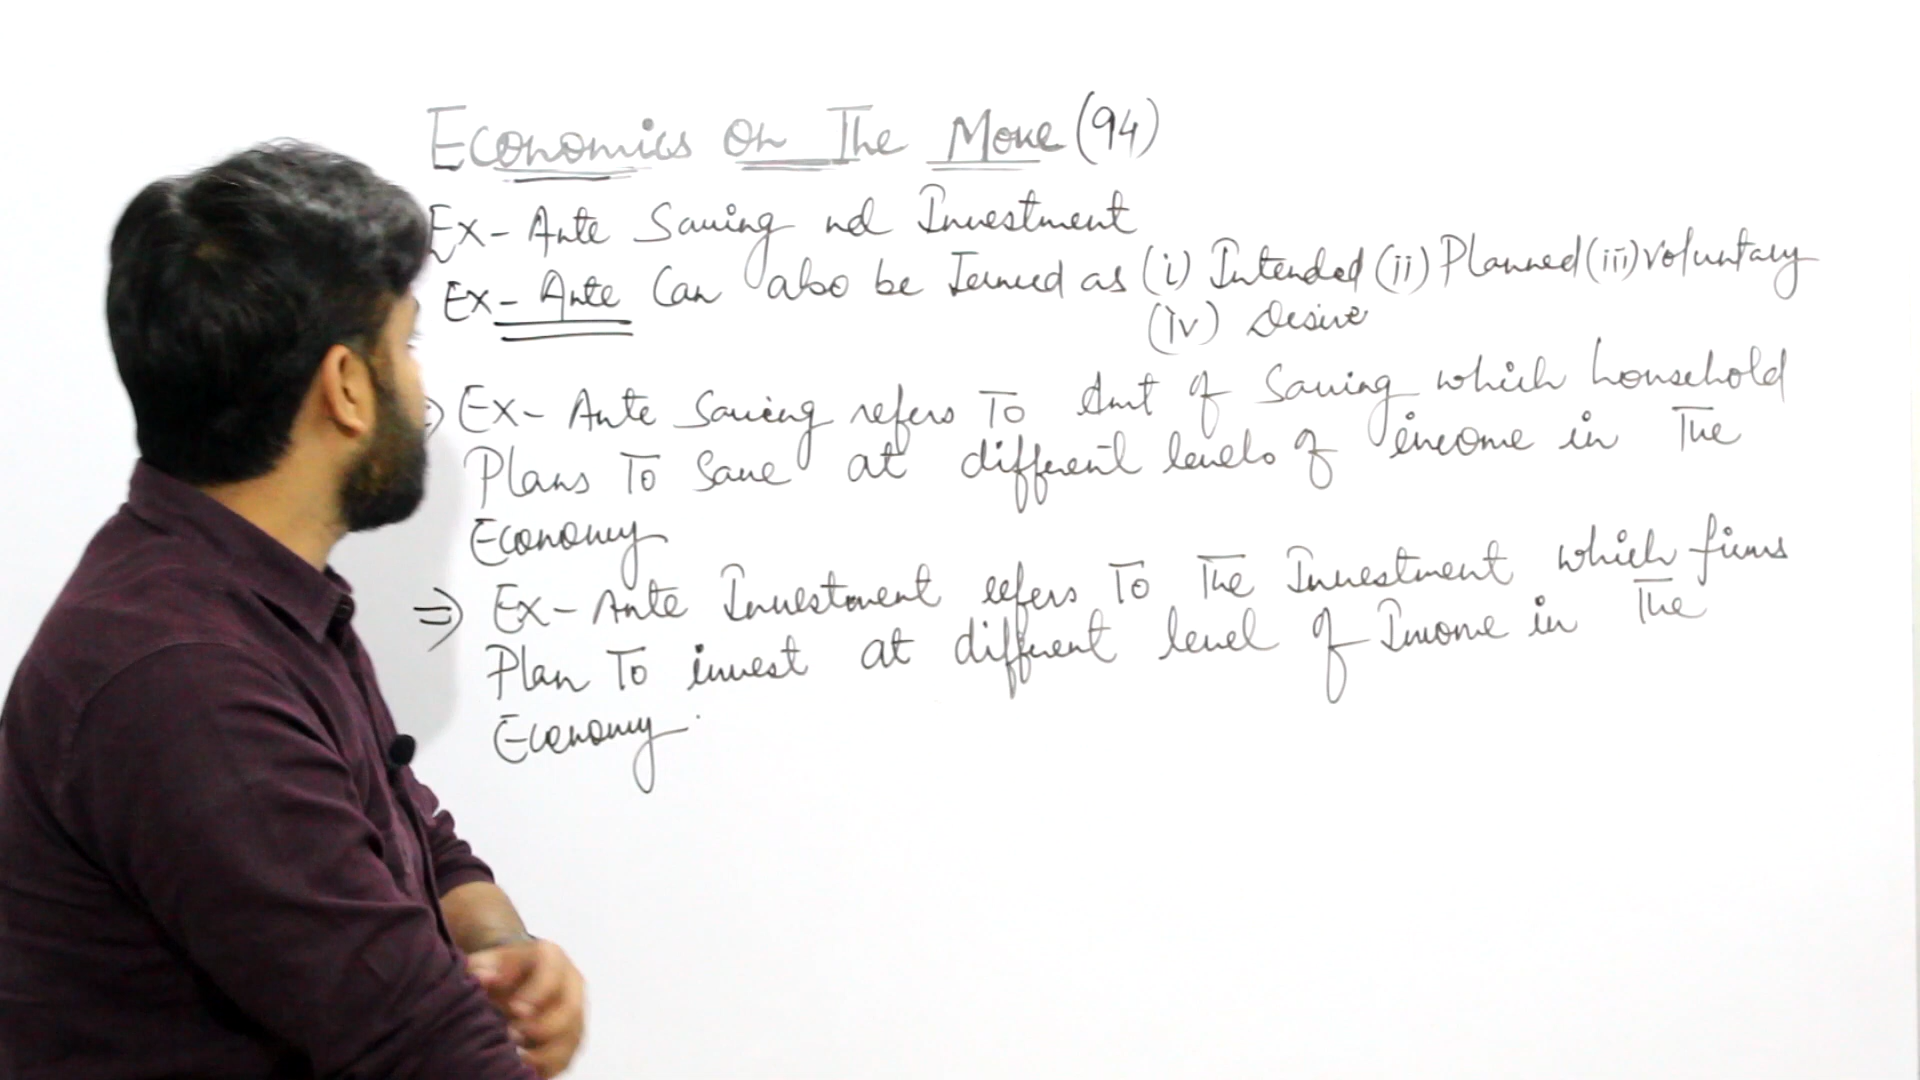 Economics On The Move (94)
Ex-Ante Saving nd Investment
Ex-Ante Can also be Termed as (i) Intended (ii) Planned (iii) voluntary
(iv) Desire
⇒ Ex-Ante Saving refers To Amt of Saving which household
Plans To Save at different levels of income in The
Economy
⇒ Ex-Ante Investment refers To The Investment which firms
Plan To invest at different level of Income in The
Economy.